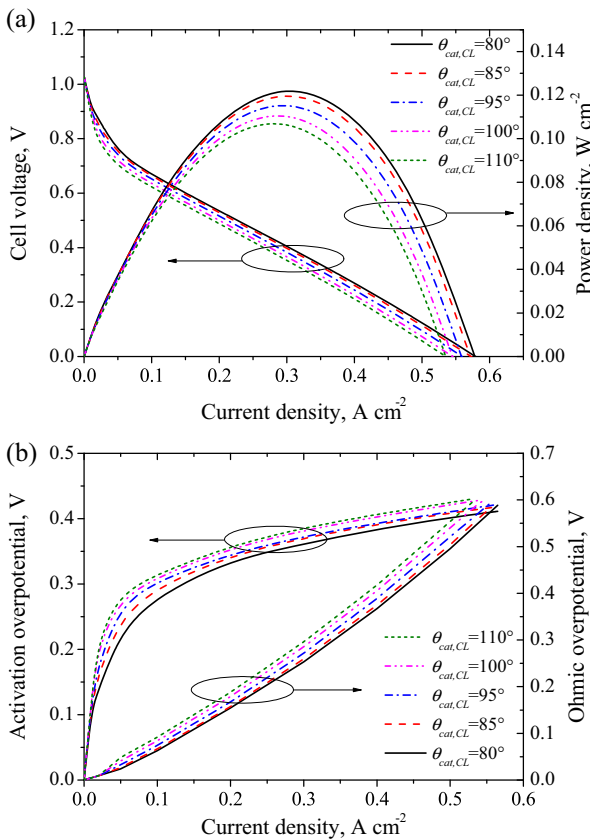 (a)
1.2
1.0
0.8
0.6
0.4
0.2
0.0
Cell voltage, V
0.14
0.12
0.10
0.08
0.06
0.04
0.02
0.00
Power density, W cm⁻²
θcat,CL=80°
θcat,CL=85°
θcat,CL=95°
θcat,CL=100°
θcat,CL=110°
0.0 0.1 0.2 0.3 0.4 0.5 0.6
Current density, A cm⁻²
(b)
0.5
0.4
0.3
0.2
0.1
0.0
Activation overpotential, V
0.7
0.6
0.5
0.4
0.3
0.2
0.1
0.0
Ohmic overpotential, V
θcat,CL=110°
θcat,CL=100°
θcat,CL=95°
θcat,CL=85°
θcat,CL=80°
0.0 0.1 0.2 0.3 0.4 0.5 0.6
Current density, A cm⁻²